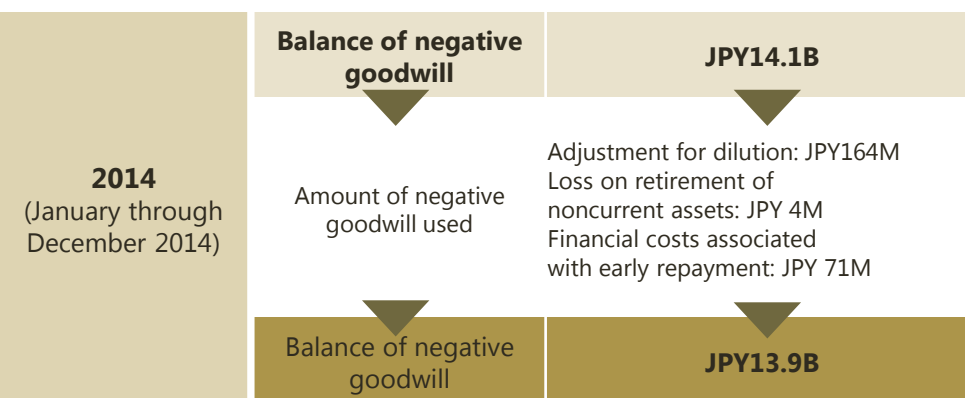 2014
(January through
December 2014)
Balance of negative
goodwill
JPY14.1B
Amount of negative
goodwill used
Adjustment for dilution: JPY164M
Loss on retirement of
noncurrent assets: JPY 4M
Financial costs associated
with early repayment: JPY 71M
Balance of negative
goodwill
JPY13.9B